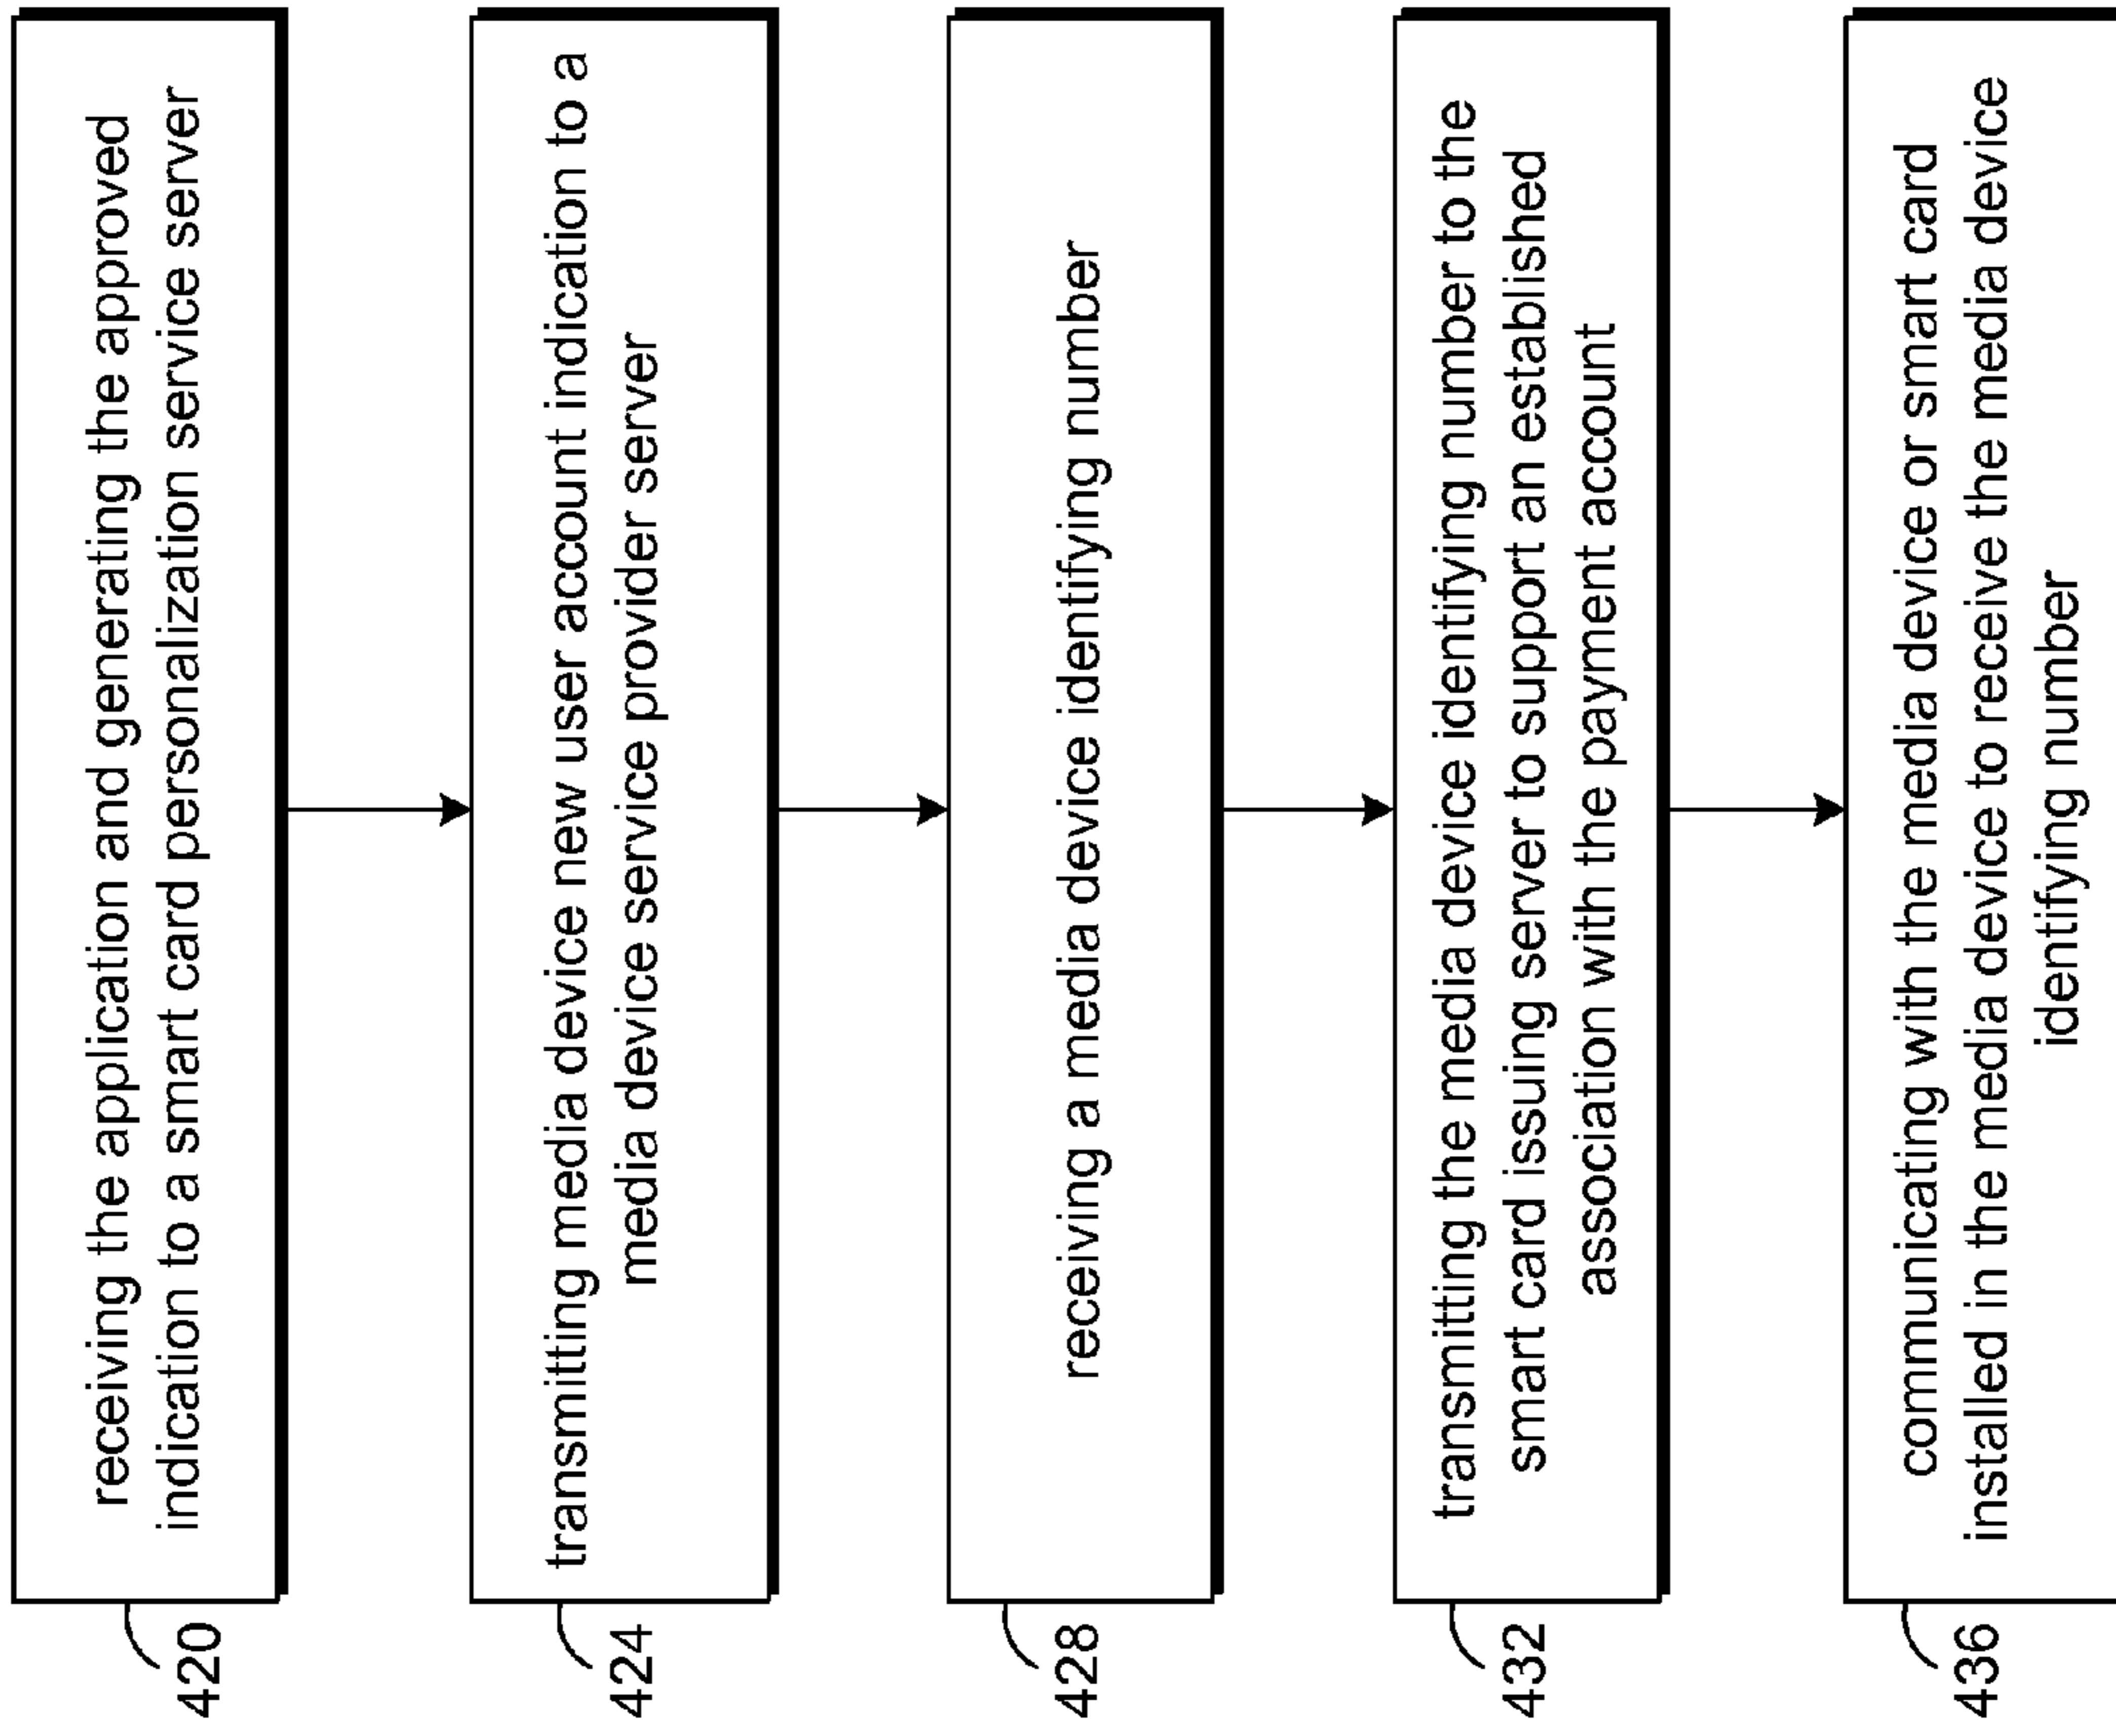 receiving the application and generating the approved
indication to a smart card personalization service server
420
transmitting media device new user account indication to a
media device service provider server
424
receiving a media device identifying number
428
transmitting the media device identifying number to the
smart card issuing server to support an established
association with the payment account
432
communicating with the media device or smart card
installed in the media device to receive the media device
identifying number
436